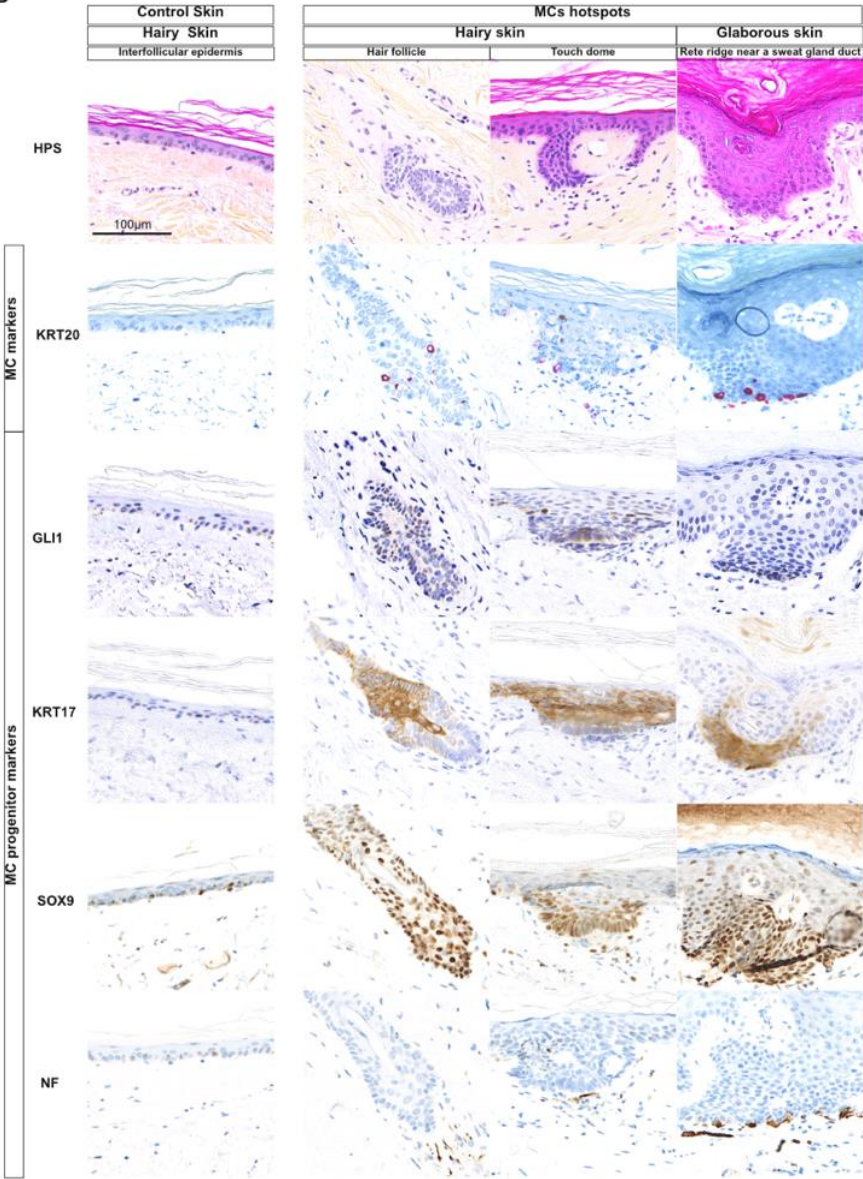 Control Skin
MCs hotspots
Hairy Skin
Hairy skin
Glaborous skin
Interfollicular epidermis
Hair follicle
Touch dome
Rete ridge near a sweat gland duct
HPS
100µm
MC markers
KRT20
MC progenitor markers
GLI1
KRT17
SOX9
NF